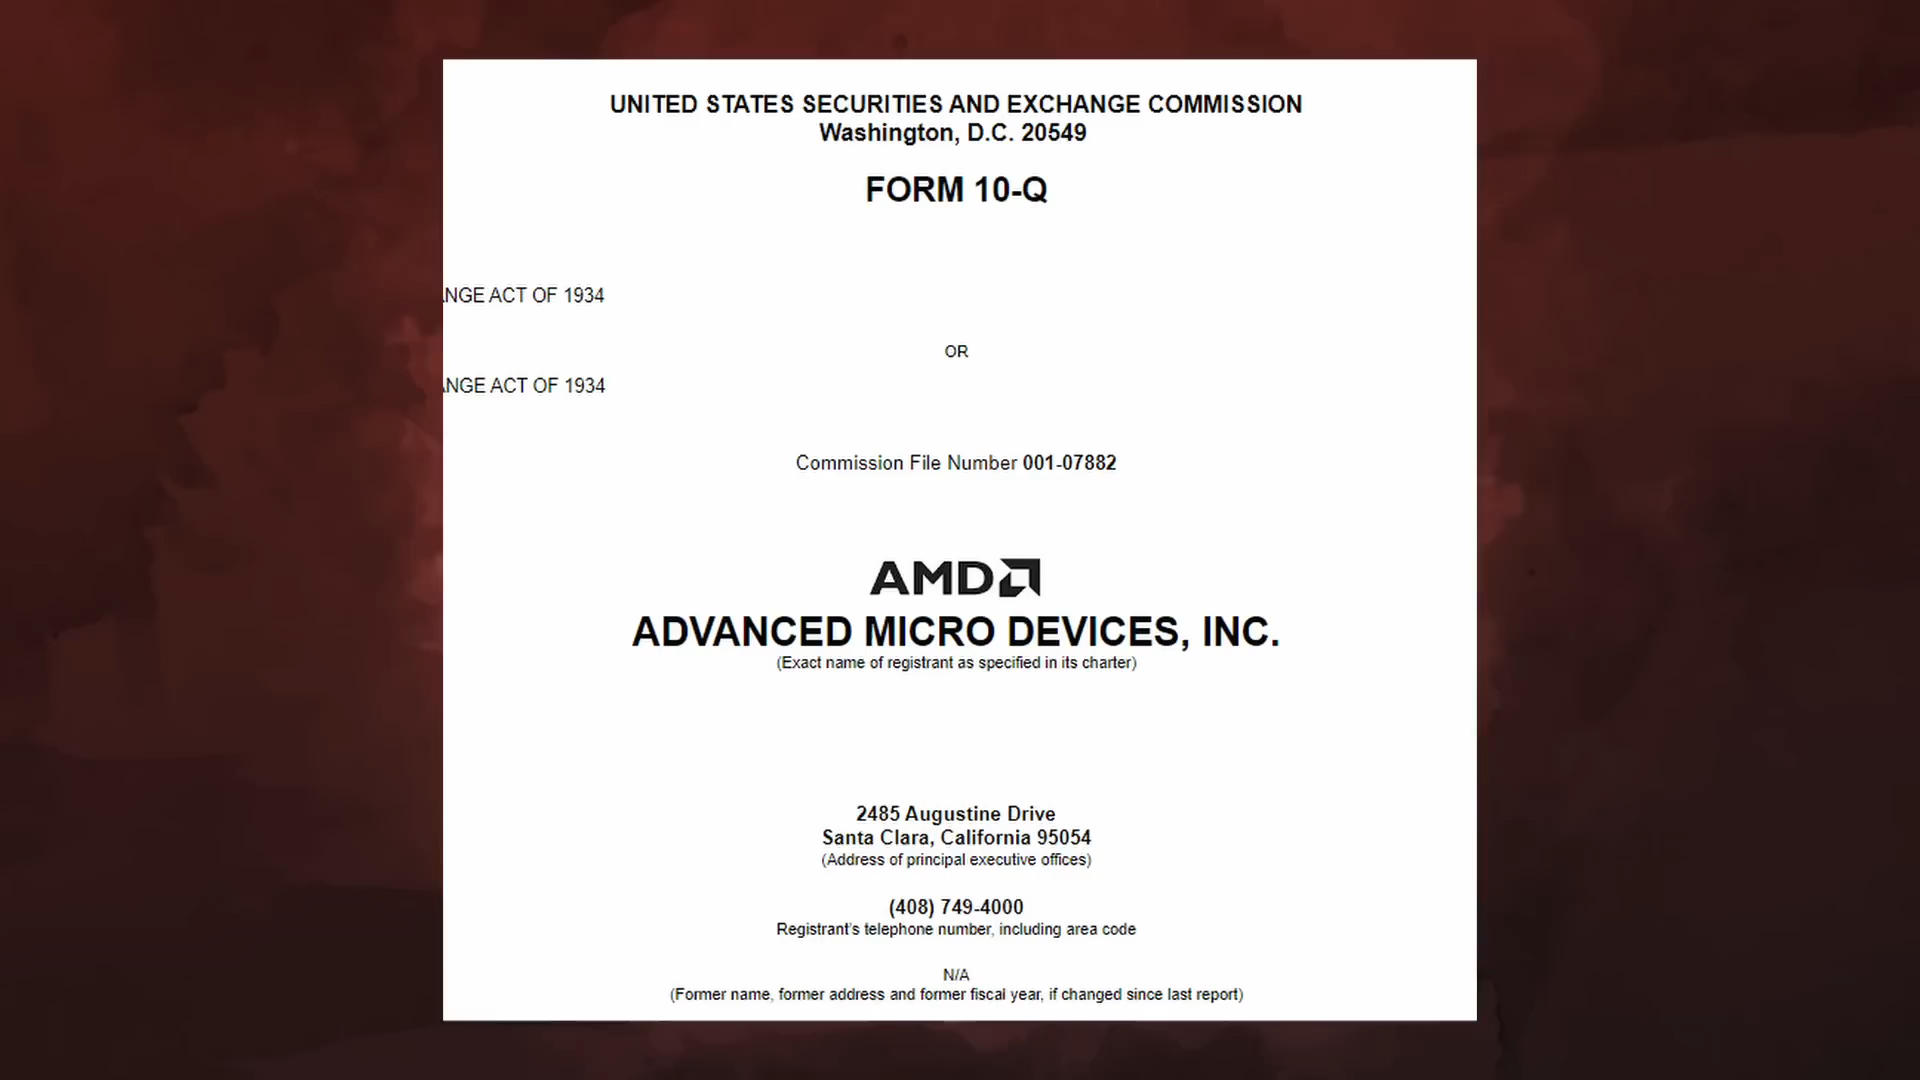 UNITED STATES SECURITIES AND EXCHANGE COMMISSION
Washington, D.C. 20549
FORM 10-Q
NGE ACT OF 1934
OR
NGE ACT OF 1934
Commission File Number 001-07882
AMD
ADVANCED MICRO DEVICES, INC.
(Exact name of registrant as specified in its charter)
2485 Augustine Drive
Santa Clara, California 95054
(Address of principal executive offices)
(408) 749-4000
Registrant's telephone number, including area code
N/A
(Former name, former address and former fiscal year, if changed since last report)